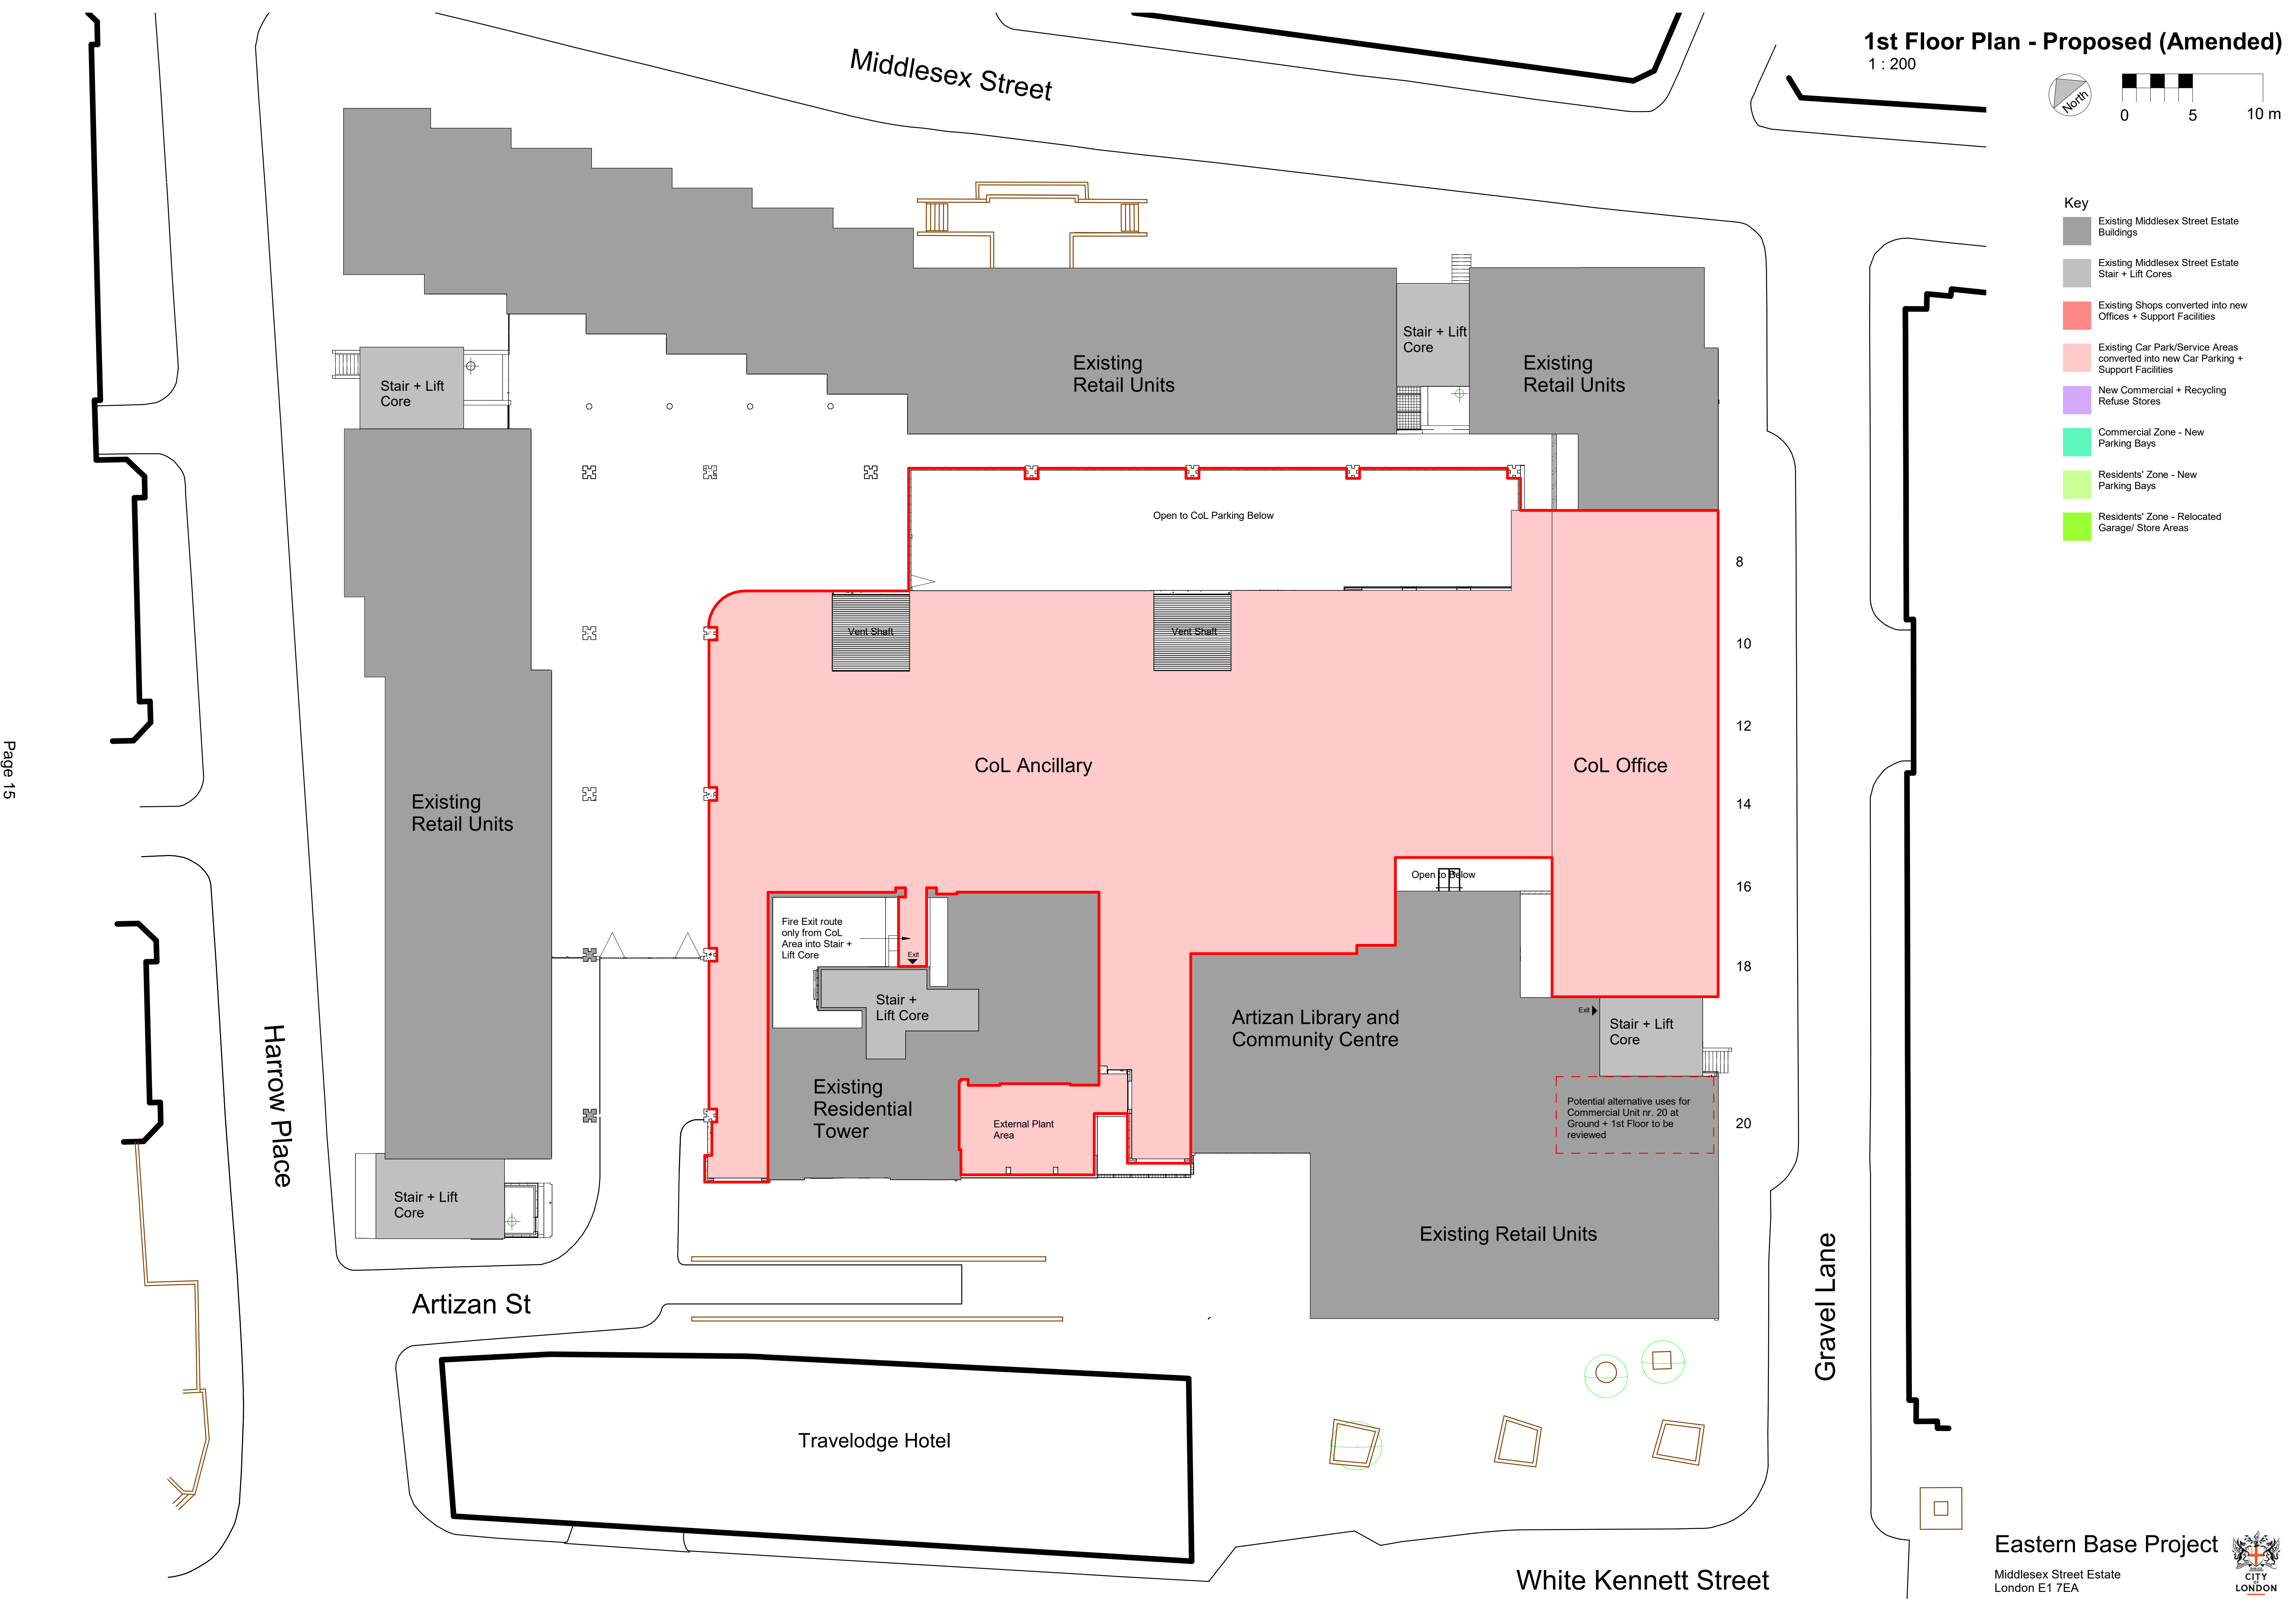 1st Floor Plan - Proposed (Amended)
1 : 200
North
0
5
10 m
Middlesex Street
Key
Existing Middlesex Street Estate
Buildings
Existing Middlesex Street Estate
Stair + Lift Cores
Existing Shops converted into new
Offices + Support Facilities
Existing Car Park/Service Areas
converted into new Car Parking +
Support Facilities
New Commercial + Recycling
Refuse Stores
Commercial Zone - New
Parking Bays
Residents' Zone - New
Parking Bays
Residents' Zone - Relocated
Garage/ Store Areas
Stair + Lift
Core
Existing
Retail Units
Stair + Lift
Core
Existing
Retail Units
Open to CoL Parking Below
8
10
12
14
16
18
20
Vent Shaft
Vent Shaft
CoL Ancillary
CoL Office
Existing
Retail Units
Page 15
Open to Below
Fire Exit route
only from CoL
Area into Stair +
Lift Core
Exit
Stair +
Lift Core
Artizan Library and
Community Centre
Exit
Stair + Lift
Core
Existing
Residential
Tower
External Plant
Area
Potential alternative uses for
Commercial Unit nr. 20 at
Ground + 1st Floor to be
reviewed
Harrow Place
Stair + Lift
Core
Existing Retail Units
Artizan St
Gravel Lane
Travelodge Hotel
White Kennett Street
Eastern Base Project
Middlesex Street Estate
London E1 7EA
CITY
OF
LONDON